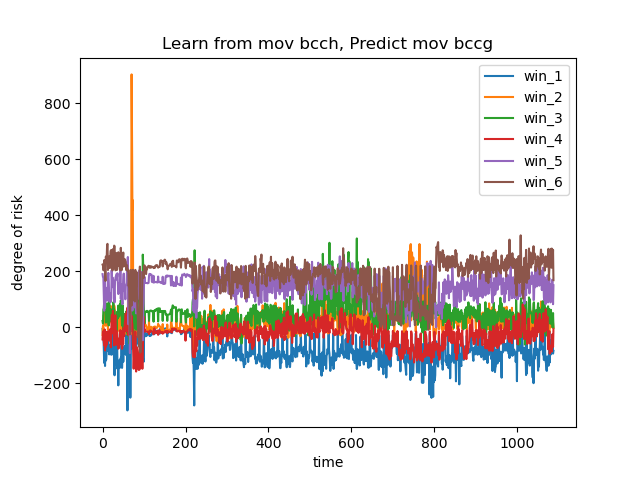 Learn from mov bcch, Predict mov bccg
win_1
win_2
win_3
win_4
win_5
win_6
degree of risk
800
600
400
200
0
−200
0 200 400 600 800 1000
time